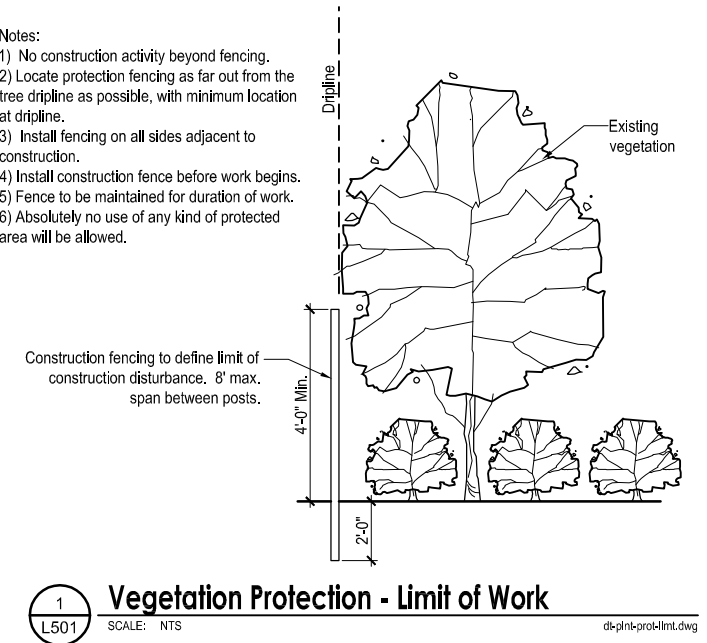 Notes:
1) No construction activity beyond fencing.
2) Locate protection fencing as far out from the
tree dripline as possible, with minimum location
at dripline.
3) Install fencing on all sides adjacent to
construction.
4) Install construction fence before work begins.
5) Fence to be maintained for duration of work.
6) Absolutely no use of any kind of protected
area will be allowed.
Dripline
Existing
vegetation
Construction fencing to define limit of
construction disturbance. 8' max.
span between posts.
4'-0" Min.
2'-0"
1
L501
Vegetation Protection - Limit of Work
SCALE: NTS
dt-plnt-prot-llmt.dwg